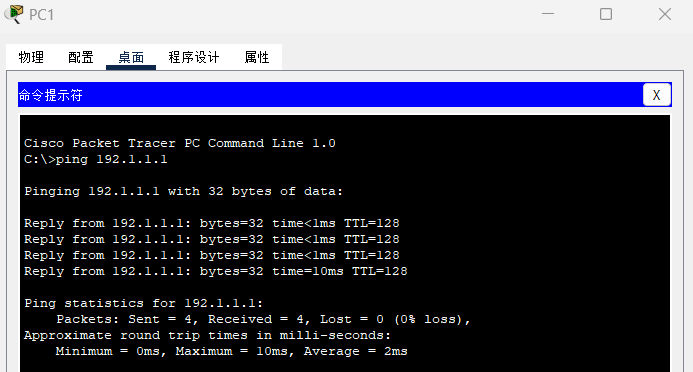 PC1
物理 配置 桌面 程序设计 属性
命令提示符 X
Cisco Packet Tracer PC Command Line 1.0
C:\>ping 192.1.1.1
Pinging 192.1.1.1 with 32 bytes of data:
Reply from 192.1.1.1: bytes=32 time<1ms TTL=128
Reply from 192.1.1.1: bytes=32 time<1ms TTL=128
Reply from 192.1.1.1: bytes=32 time<1ms TTL=128
Reply from 192.1.1.1: bytes=32 time=10ms TTL=128
Ping statistics for 192.1.1.1:
Packets: Sent = 4, Received = 4, Lost = 0 (0% loss),
Approximate round trip times in milli-seconds:
Minimum = 0ms, Maximum = 10ms, Average = 2ms